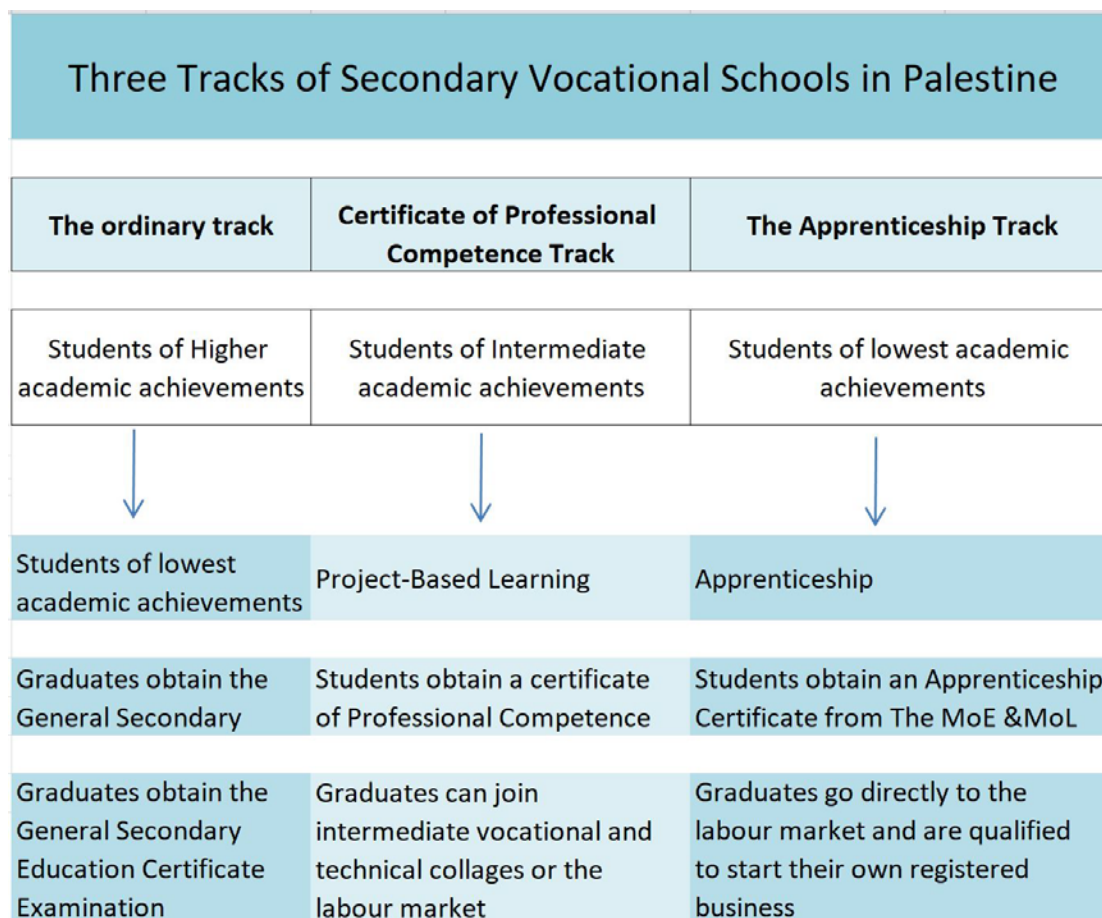 Three Tracks of Secondary Vocational Schools in Palestine
The ordinary track
Certificate of Professional
Competence Track
The Apprenticeship Track
Students of Higher
academic achievements
Students of Intermediate
academic achievements
Students of lowest academic
achievements
Students of lowest
academic achievements
Project-Based Learning
Apprenticeship
Graduates obtain the
General Secondary
Students obtain a certificate
of Professional Competence
Students obtain an Apprenticeship
Certificate from The MoE &MoL
Graduates obtain the
General Secondary
Education Certificate
Examination
Graduates can join
intermediate vocational and
technical collages or the
labour market
Graduates go directly to the
labour market and are qualified
to start their own registered
business